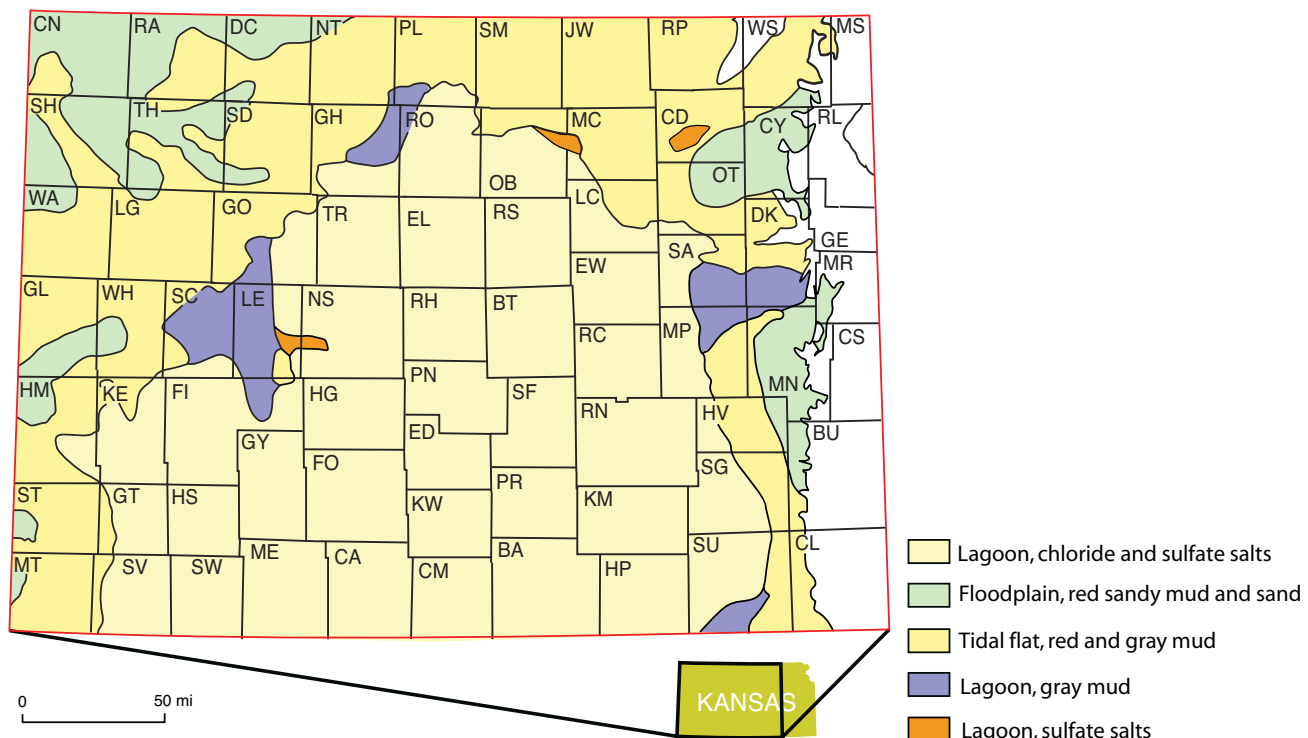 CN RA DC NT PL SM JW RP WS MS
SH TH SD GH RO OB MC CD CY RL
OT
WA LG GO TR EL RS LC DK GE
SA
GL WH SC LE NS RH BT EW MR
RC MP CS
HM KE FI HG PN SF MN
RN HV BU
GY ED
FO SG
ST GT HS KW PR KM
MT SV SW ME CA CM BA HP SU CL
Lagoon, chloride and sulfate salts
Floodplain, red sandy mud and sand
Tidal flat, red and gray mud
Lagoon, gray mud
Lagoon, sulfate salts
0 50 mi
KANSAS